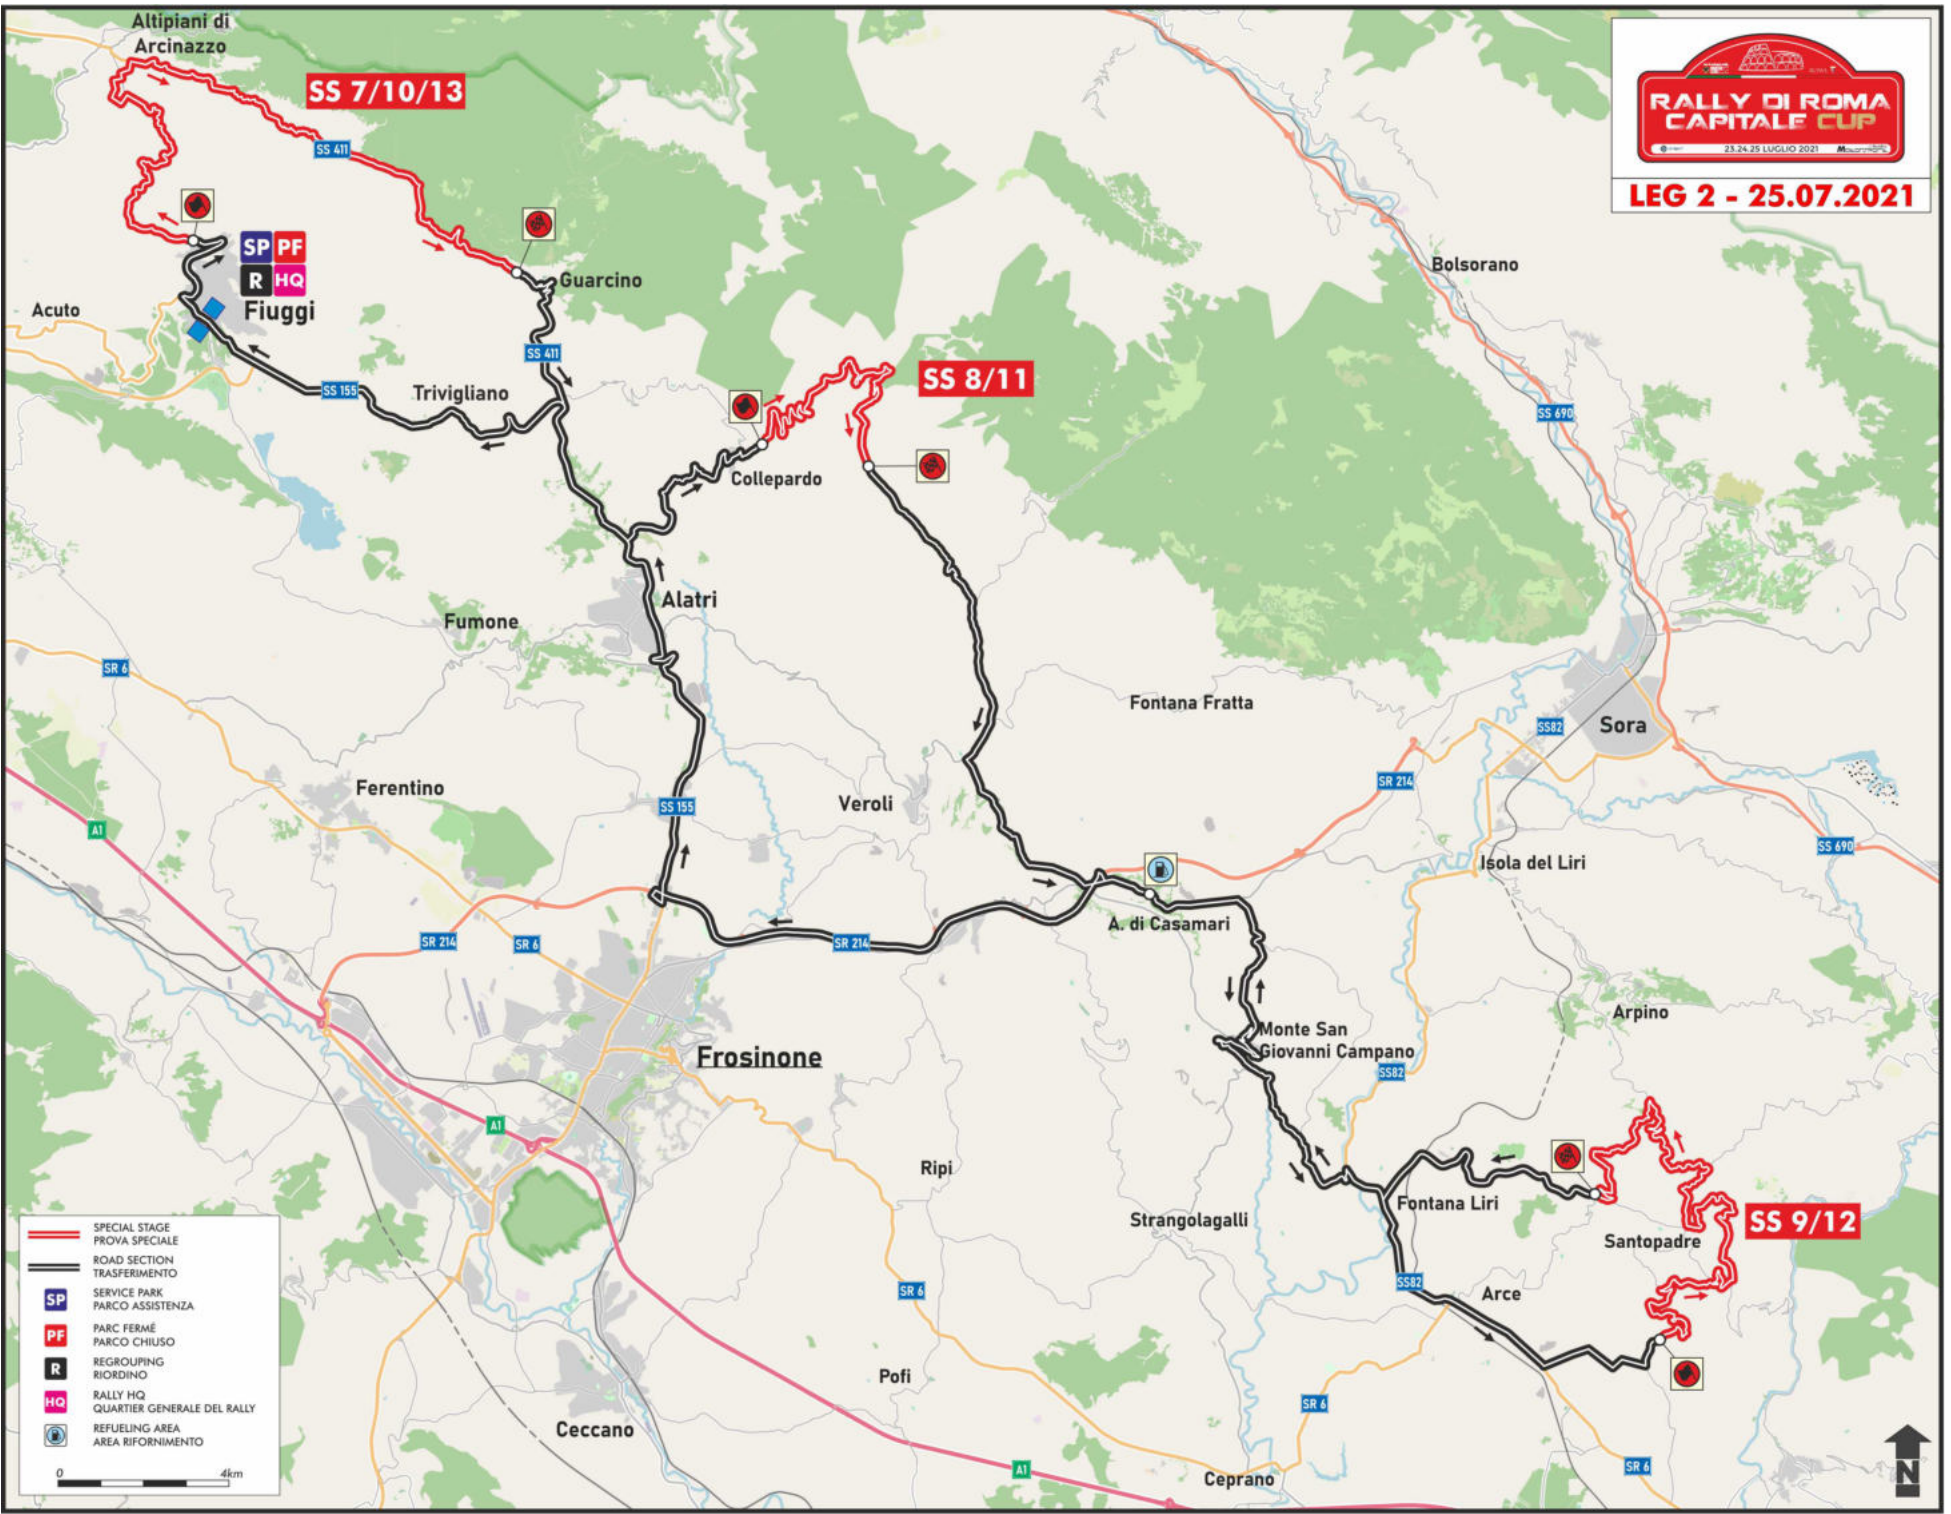 Altipiani di
Arcinazzo
SS 7/10/13
RALLY DI ROMA
CAPITALE CUP
23.24.25 LUGLIO 2021
LEG 2 - 25.07.2021
SS 411
Bolsorano
SP PF
R HQ
Guarcino
Acuto
Fiuggi
SS 411
SS 8/11
SS 155
Trivigliano
SS 690
Collepardo
Alatri
Fumone
SR 6
Fontana Fratta
SS82
Sora
SR 214
Ferentino
Veroli
SS 155
A1
SS 690
Isola del Liri
A. di Casamari
SR 214
SR 6
SR 214
Arpino
Monte San
Giovanni Campano
Frosinone
SS82
A1
Ripi
Fontana Liri
Strangolagalli
SS 9/12
Santopadre
SS82
Arce
SR 6
Pofi
SR 6
Ceccano
A1
Ceprano
SR 6
SPECIAL STAGE
PROVA SPECIALE
ROAD SECTION
TRASFERIMENTO
SP
SERVICE PARK
PARCO ASSISTENZA
PF
PARC FERMÉ
PARCO CHIUSO
R
REGROUPING
RIORDINO
HQ
RALLY HQ
QUARTIER GENERALE DEL RALLY
REFUELING AREA
AREA RIFORNIMENTO
0 4km
N